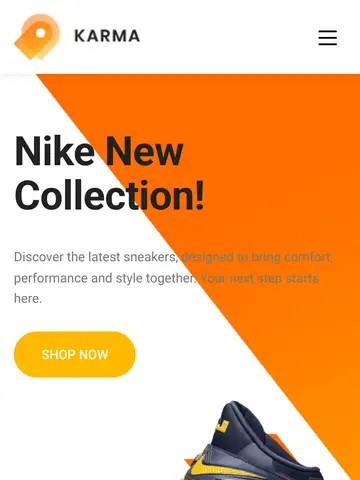 KARMA
Nike New
Collection!
Discover the latest sneakers, designed to bring comfort,
performance and style together. Your next step starts
here.
SHOP NOW